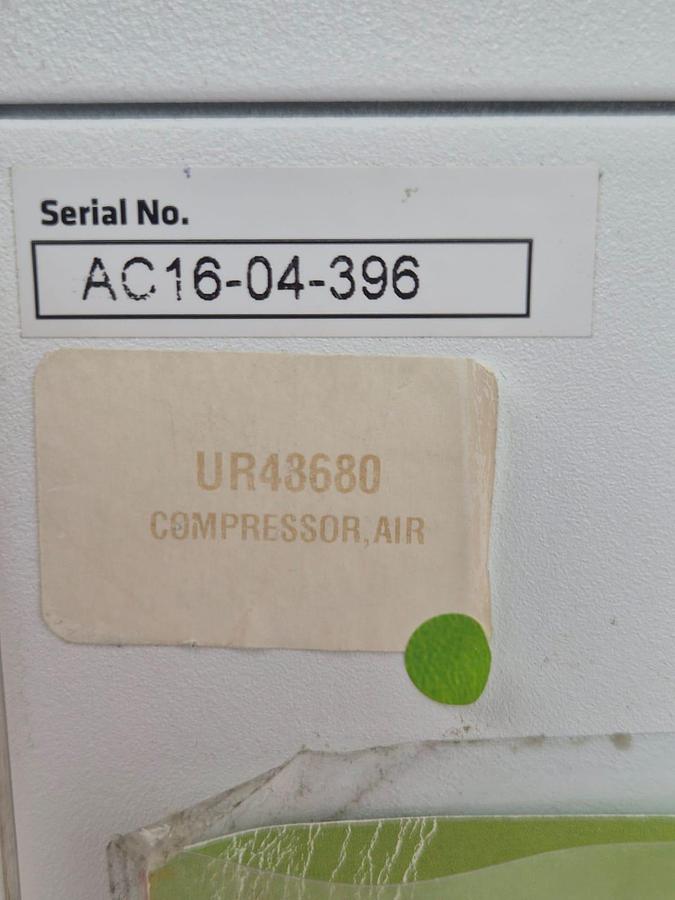 Serial No.
AC16-04-396
UR43680
COMPRESSOR,AIR